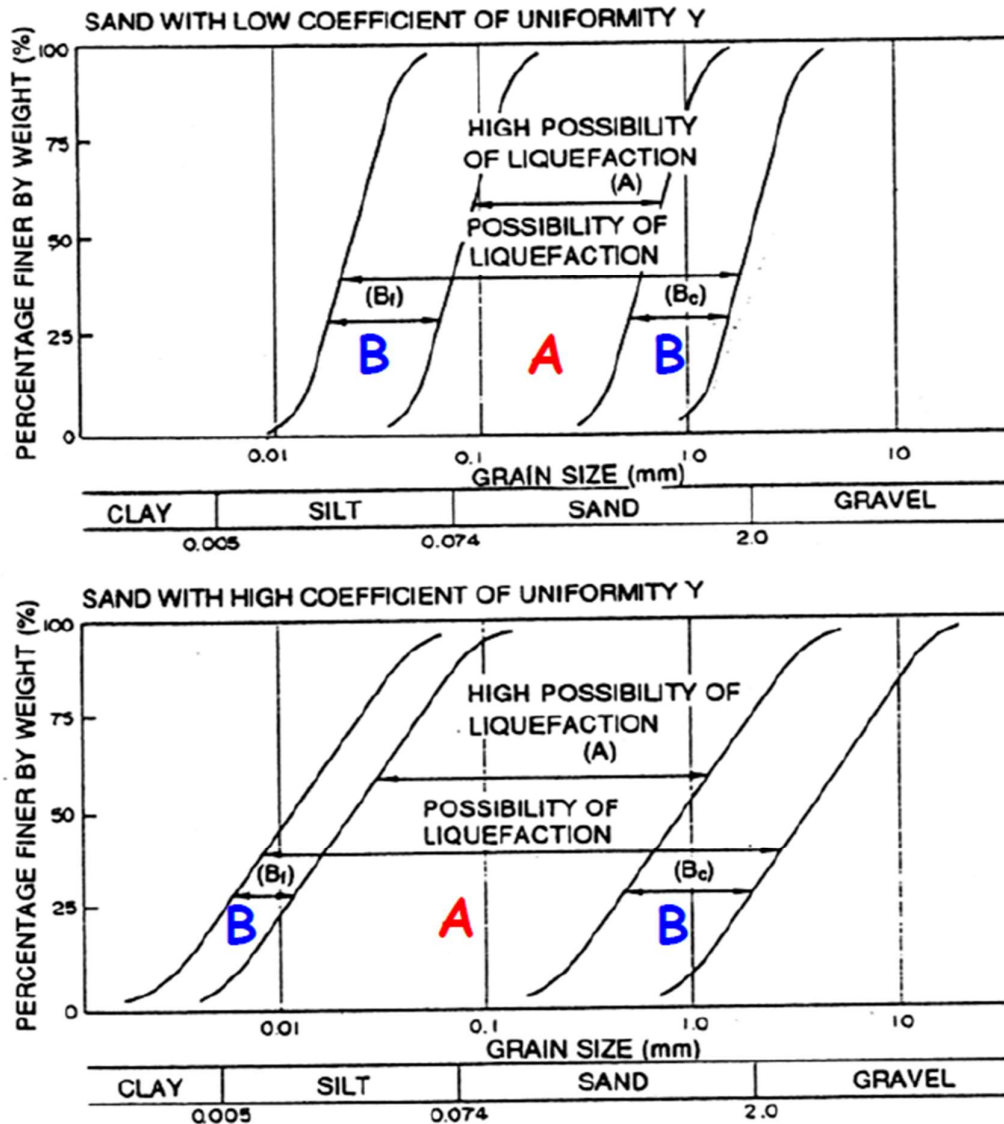 SAND WITH LOW COEFFICIENT OF UNIFORMITY Y
PERCENTAGE FINER BY WEIGHT (%)
100
75
50
25
0
HIGH POSSIBILITY
OF LIQUEFACTION
(A)
POSSIBILITY OF
LIQUEFACTION
(Bf)
(Bc)
B
A
B
0.01
0.1
10
10
GRAIN SIZE (mm)
CLAY
SILT
SAND
GRAVEL
0.005
0.074
2.0
SAND WITH HIGH COEFFICIENT OF UNIFORMITY Y
PERCENTAGE FINER BY WEIGHT (%)
100
75
50
25
0
HIGH POSSIBILITY OF
LIQUEFACTION
(A)
POSSIBILITY OF
LIQUEFACTION
(Bf)
(Bc)
B
A
B
0.01
0.1
1.0
10
GRAIN SIZE (mm)
CLAY
SILT
SAND
GRAVEL
0.005
0.074
2.0